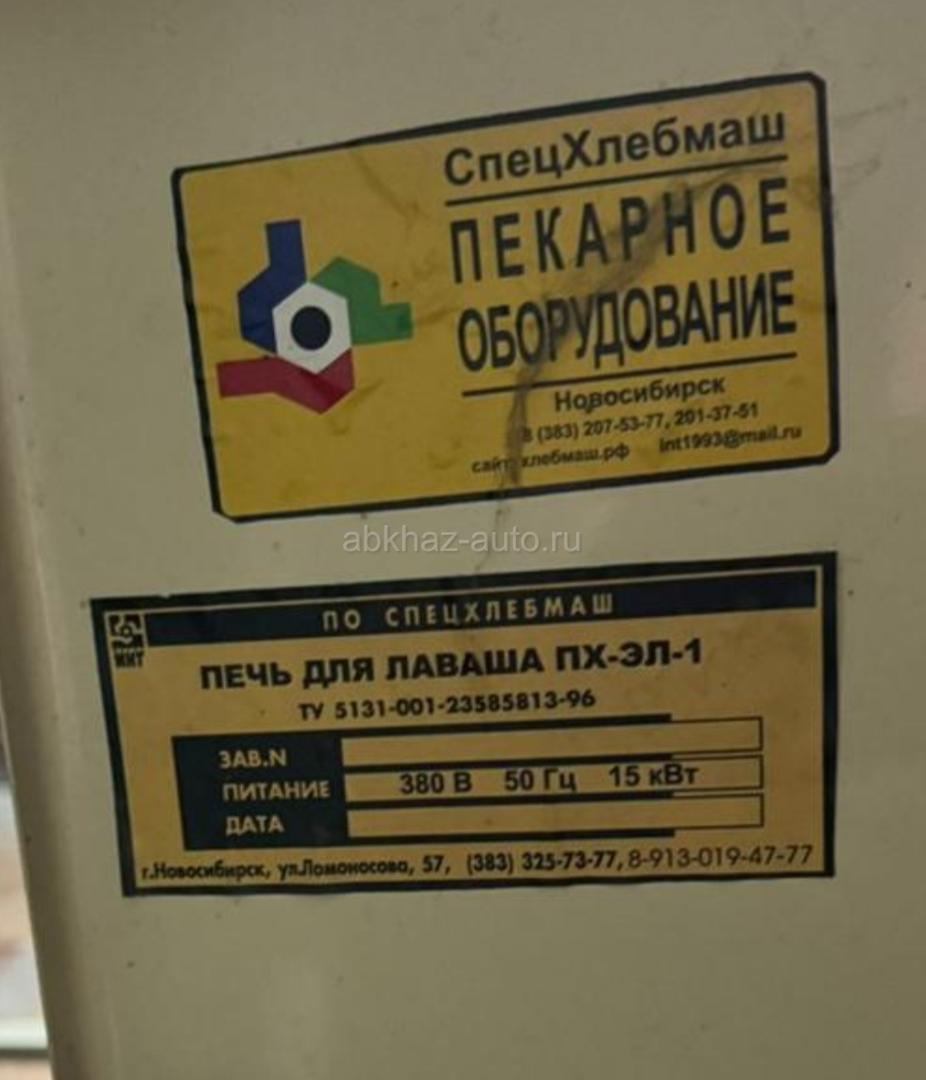 СпецХлебмаш
ПЕКАРНОЕ
ОБОРУДОВАНИЕ
Новосибирск
8 (383) 207-53-77, 201-37-51
сайт хлебмаш.рф int1993@mail.ru
abkhaz-auto.ru
ПО СПЕЦХЛЕБМАШ
ПЕЧЬ ДЛЯ ЛАВАША ПХ-ЭЛ-1
ТУ 5131-001-23585813-96
ЗАВ.N
ПИТАНИЕ 380 В 50 Гц 15 кВт
ДАТА
г.Новосибирск, ул.Ломоносова, 57, (383) 325-73-77, 8-913-019-47-77